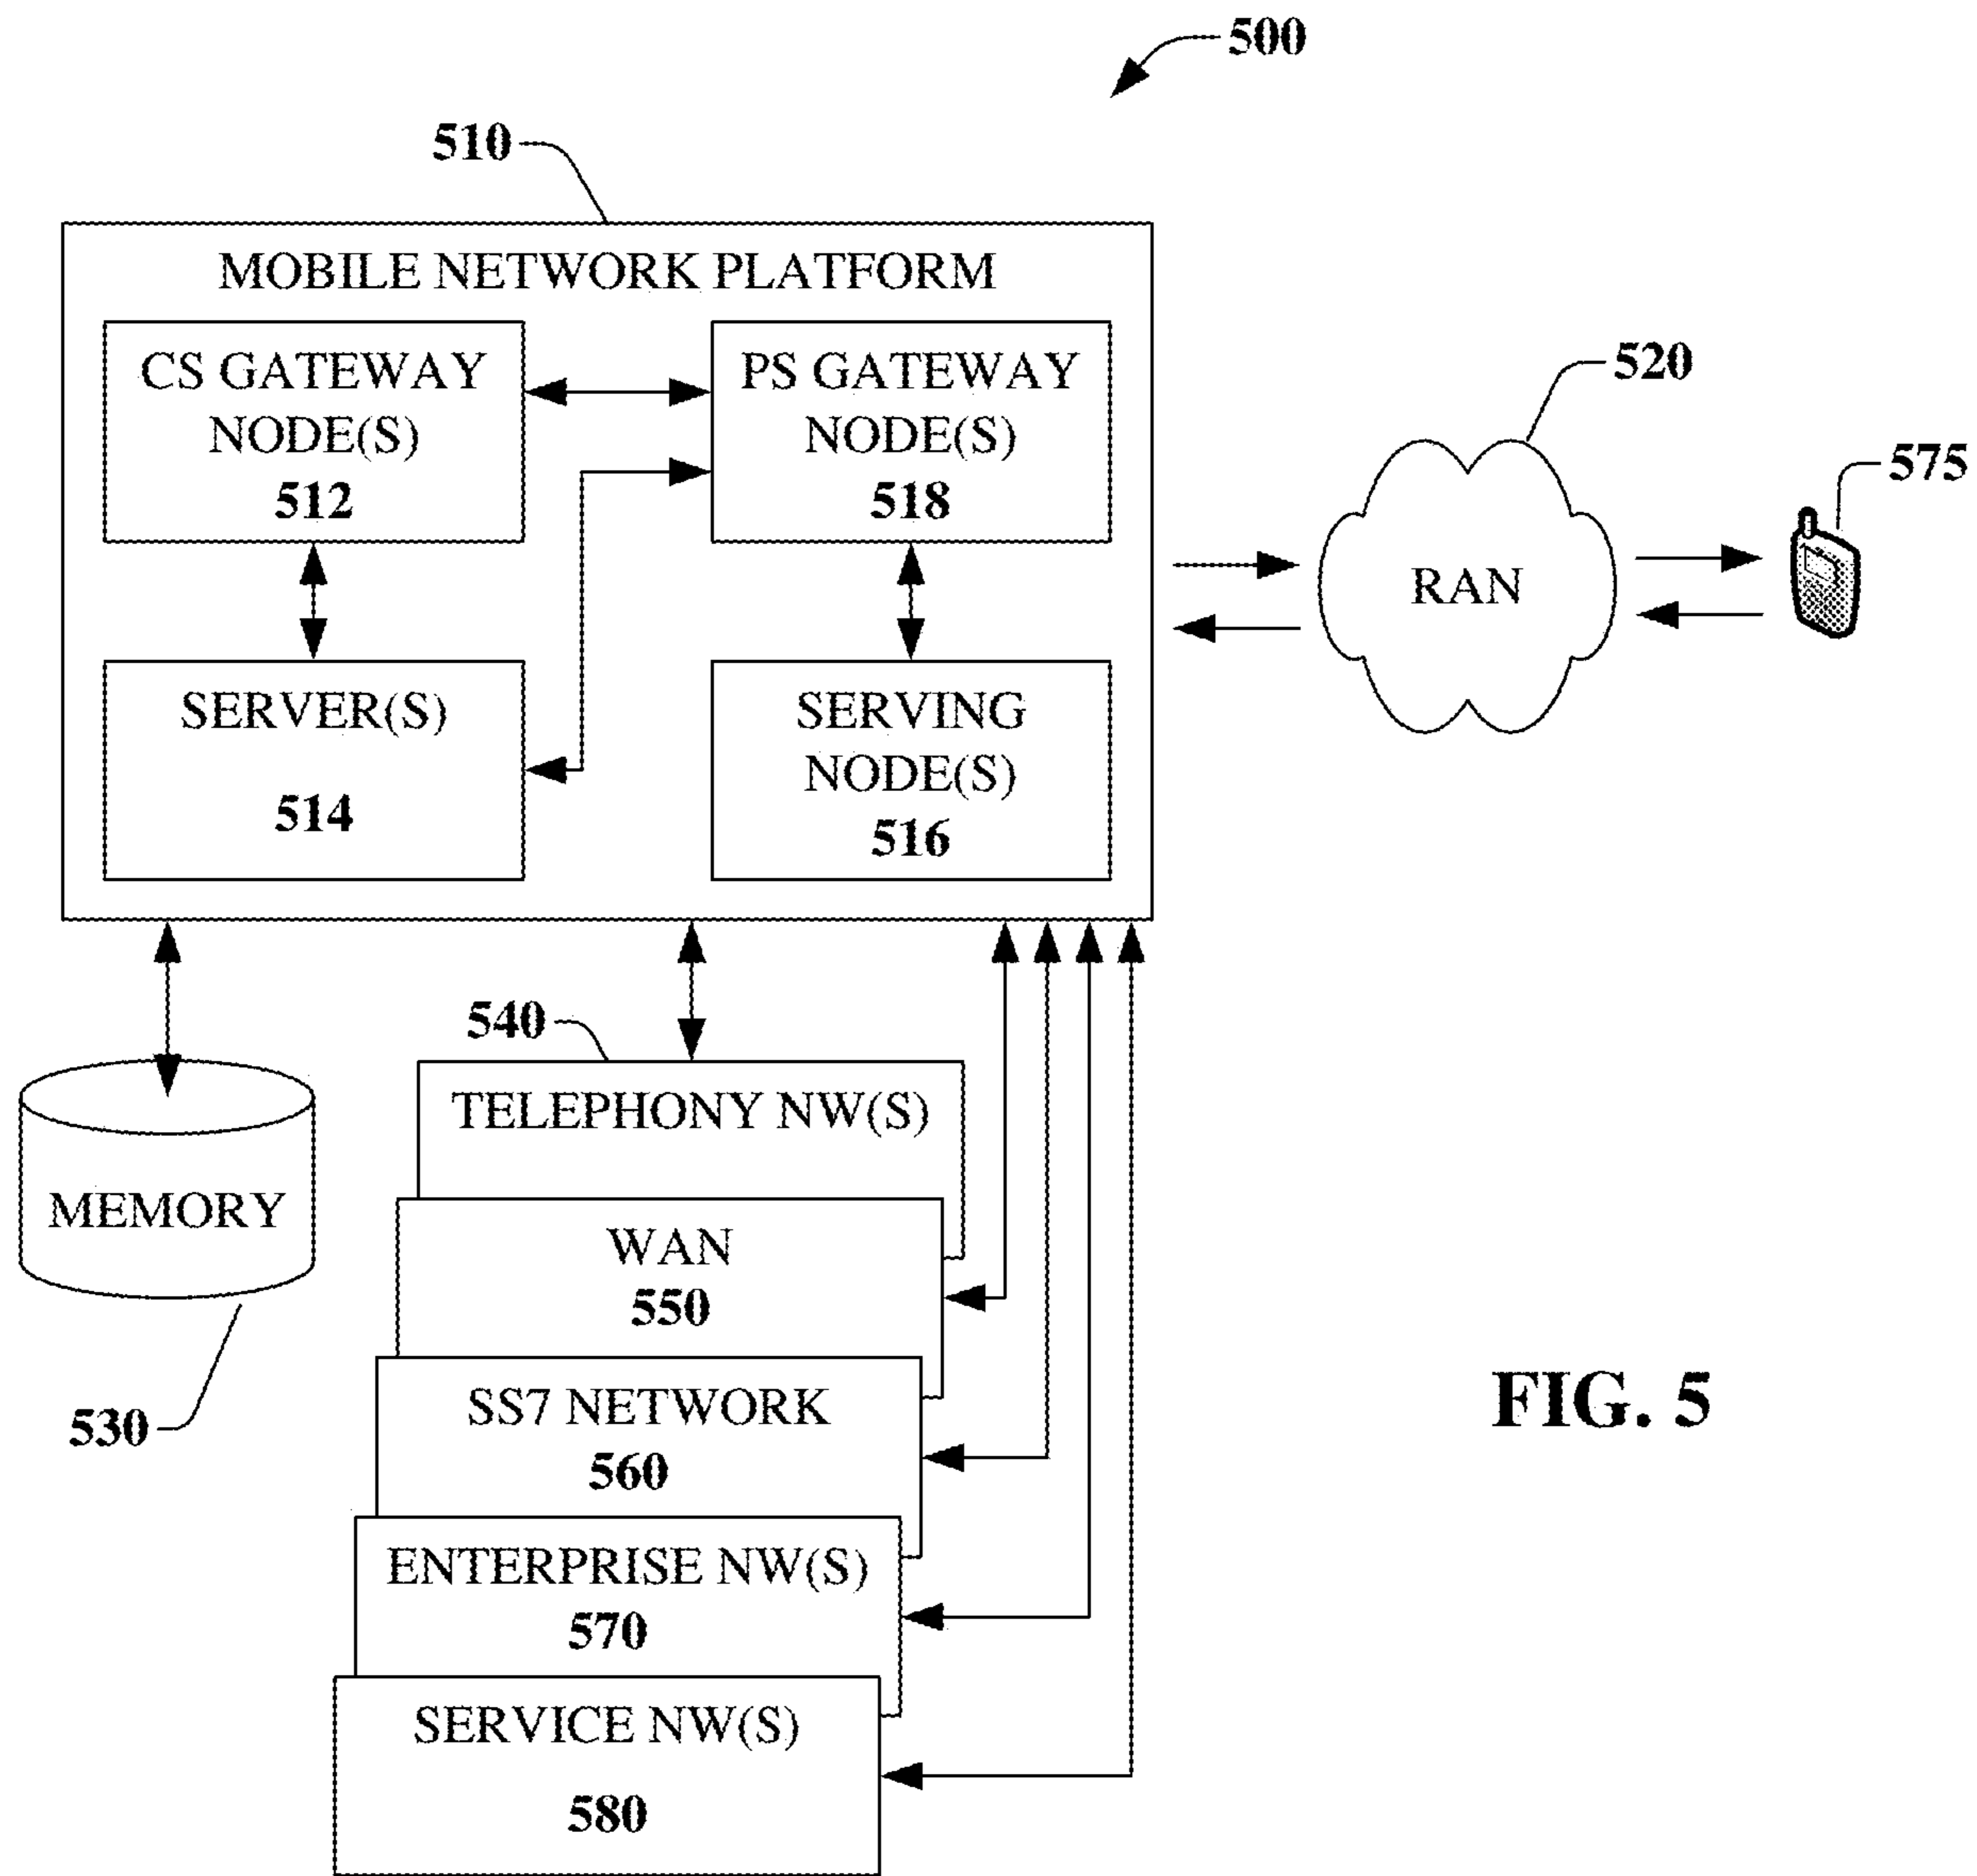 500
510
MOBILE NETWORK PLATFORM
CS GATEWAY
NODE(S)
512
PS GATEWAY
NODE(S)
518
SERVER(S)
514
SERVING
NODE(S)
516
520
RAN
575
540
TELEPHONY NW(S)
MEMORY
530
WAN
550
SS7 NETWORK
560
ENTERPRISE NW(S)
570
SERVICE NW(S)
580
FIG. 5